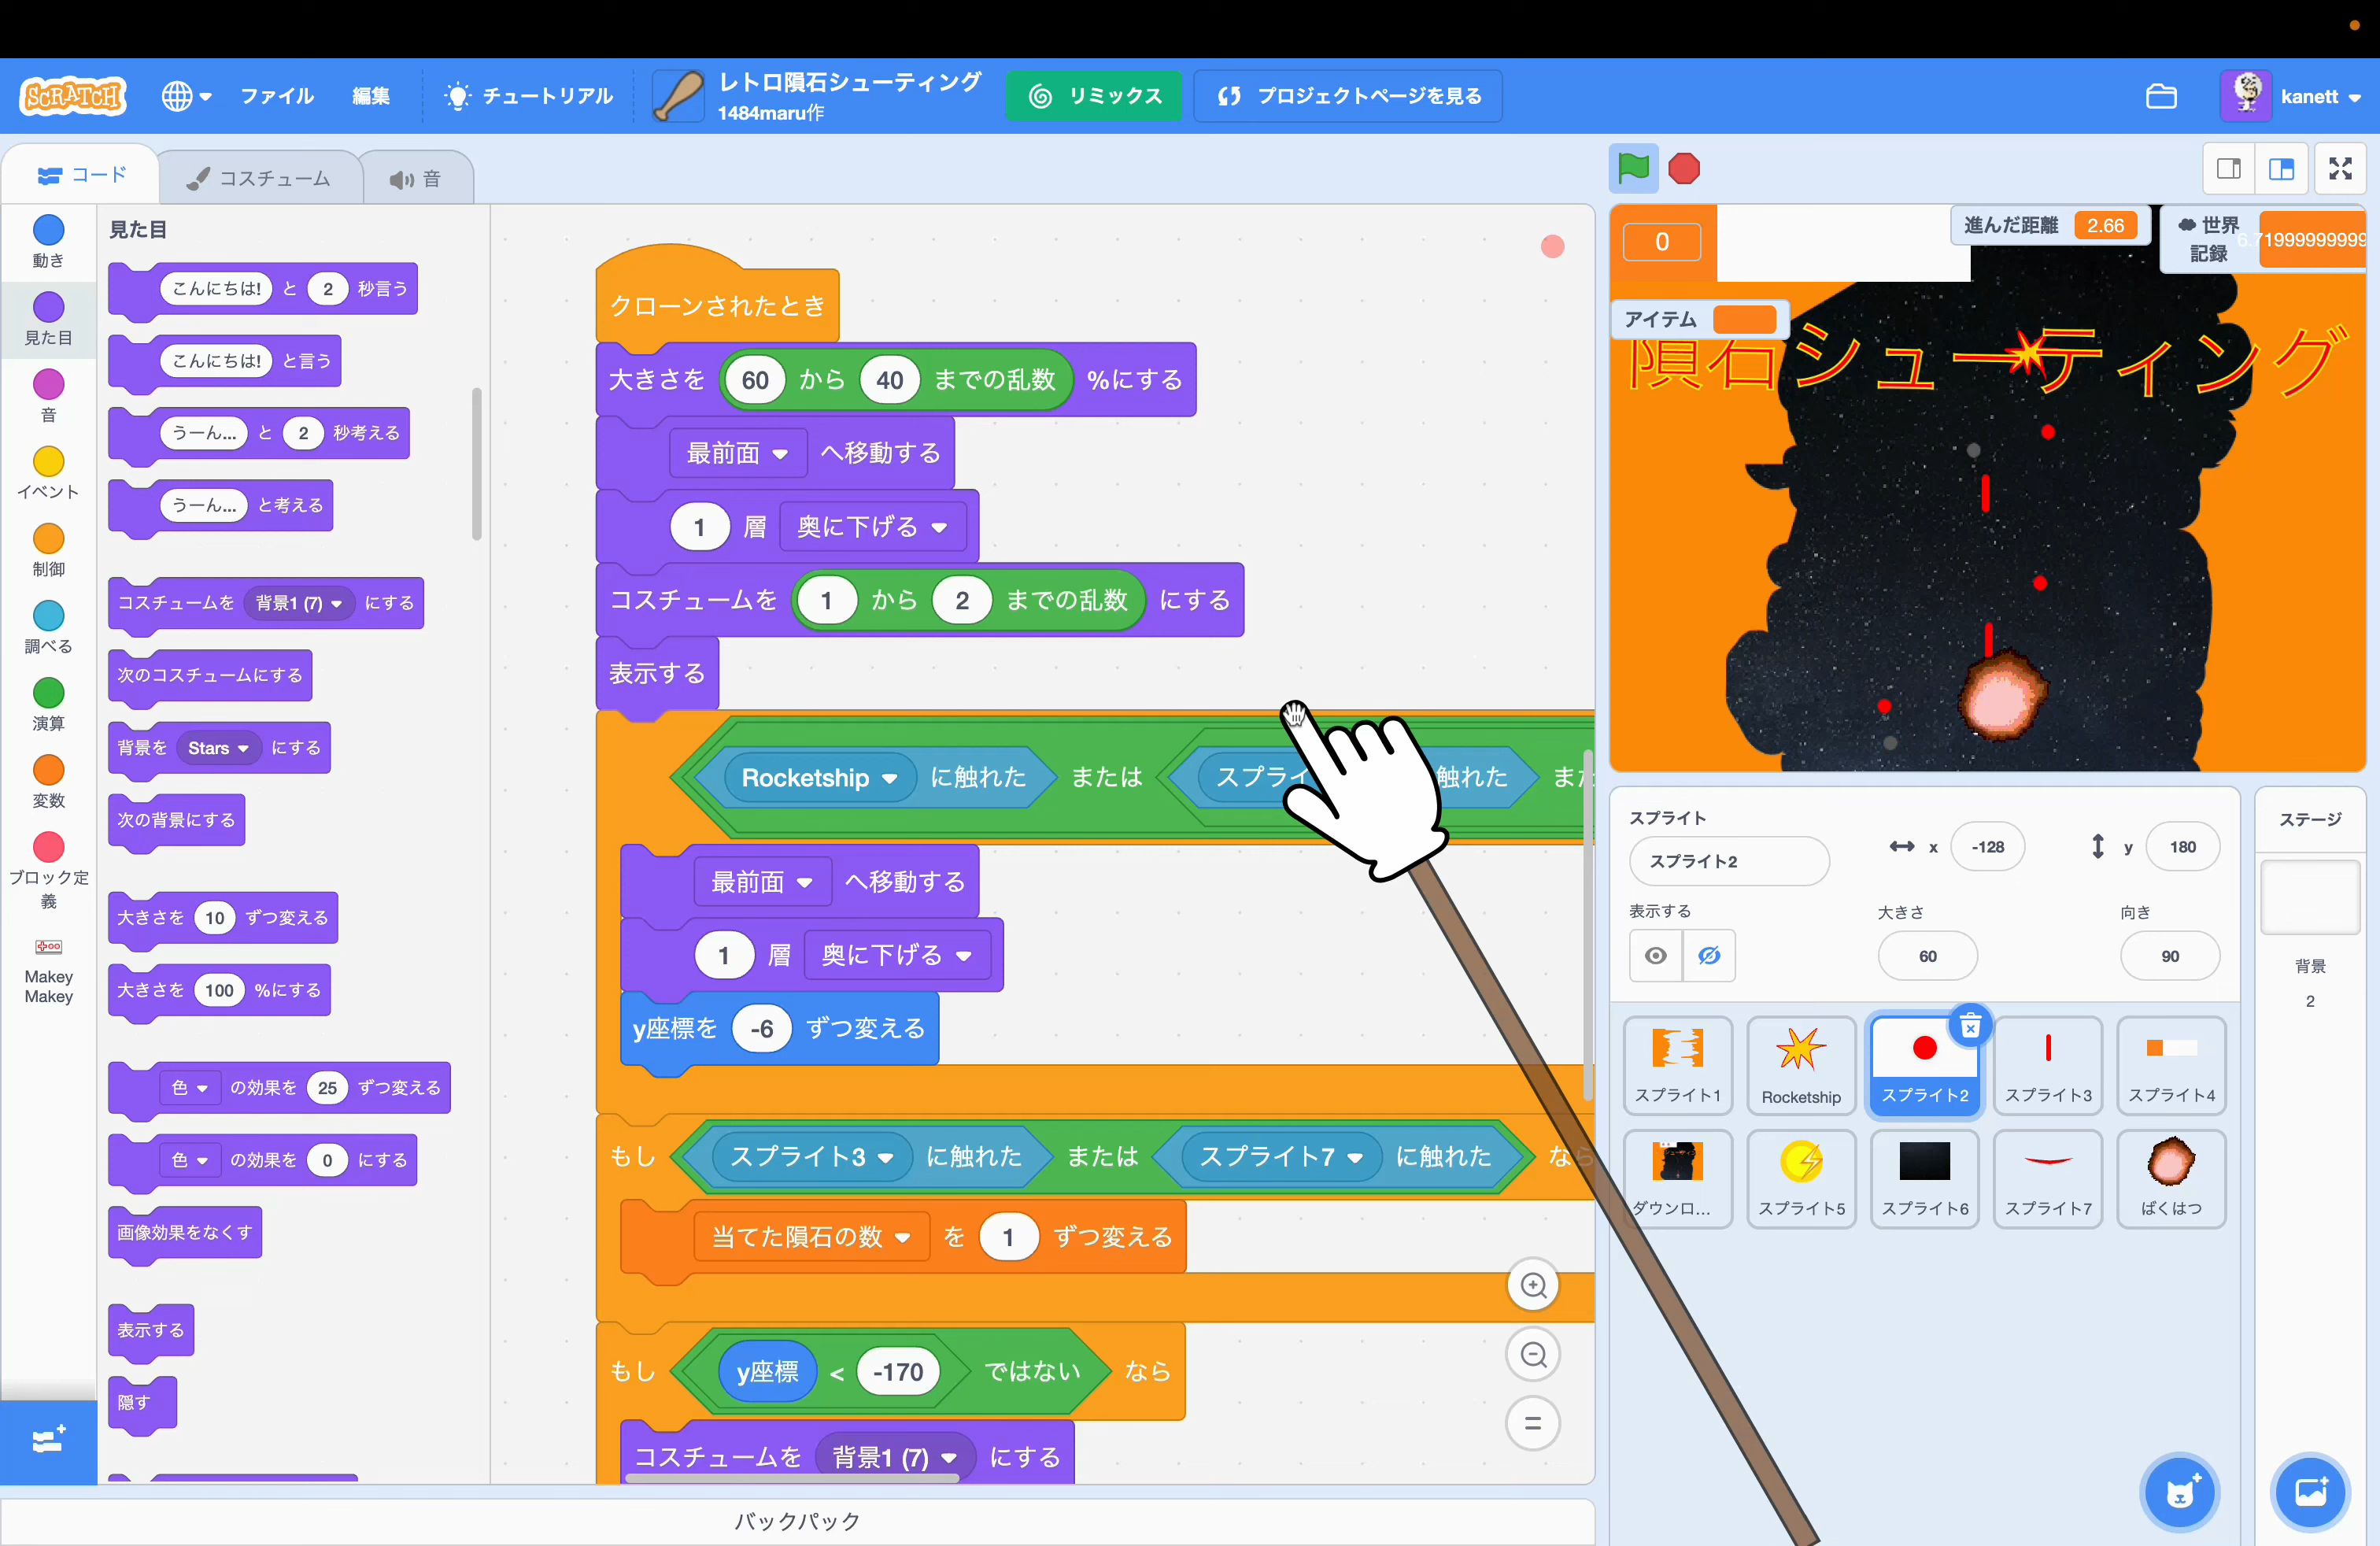 SCRATCH
ファイル
編集
チュートリアル
レトロ隕石シューティング
1484maru作
リミックス
プロジェクトページを見る
kanett
コード
コスチューム
音
動き
見た目
音
イベント
制御
調べる
演算
変数
ブロック定
義
Makey
Makey
見た目
こんにちは! と 2 秒言う
こんにちは! と言う
うーん... と 2 秒考える
うーん... と考える
コスチュームを 背景1 (7) にする
次のコスチュームにする
背景を Stars にする
次の背景にする
大きさを 10 ずつ変える
大きさを 100 %にする
色 の効果を 25 ずつ変える
色 の効果を 0 にする
画像効果をなくす
表示する
隠す
クローンされたとき
大きさを 60 から 40 までの乱数 %にする
最前面 へ移動する
1 層 奥に下げる
コスチュームを 1 から 2 までの乱数 にする
表示する
Rocketship に触れた または スプライ 触れた また
最前面 へ移動する
1 層 奥に下げる
y座標を -6 ずつ変える
もし スプライト3 に触れた または スプライト7 に触れた なら
当てた隕石の数 を 1 ずつ変える
もし y座標 < -170 ではない なら
コスチュームを 背景1 (7) にする
バックパック
0
進んだ距離 2.66
世界
記録
6.719999999999
アイテム
隕石シューティング
スプライト
スプライト2
x -128
y 180
表示する
大きさ
向き
60
90
スプライト1
Rocketship
スプライト2
スプライト3
スプライト4
ダウンロ...
スプライト5
スプライト6
スプライト7
ばくはつ
ステージ
背景
2